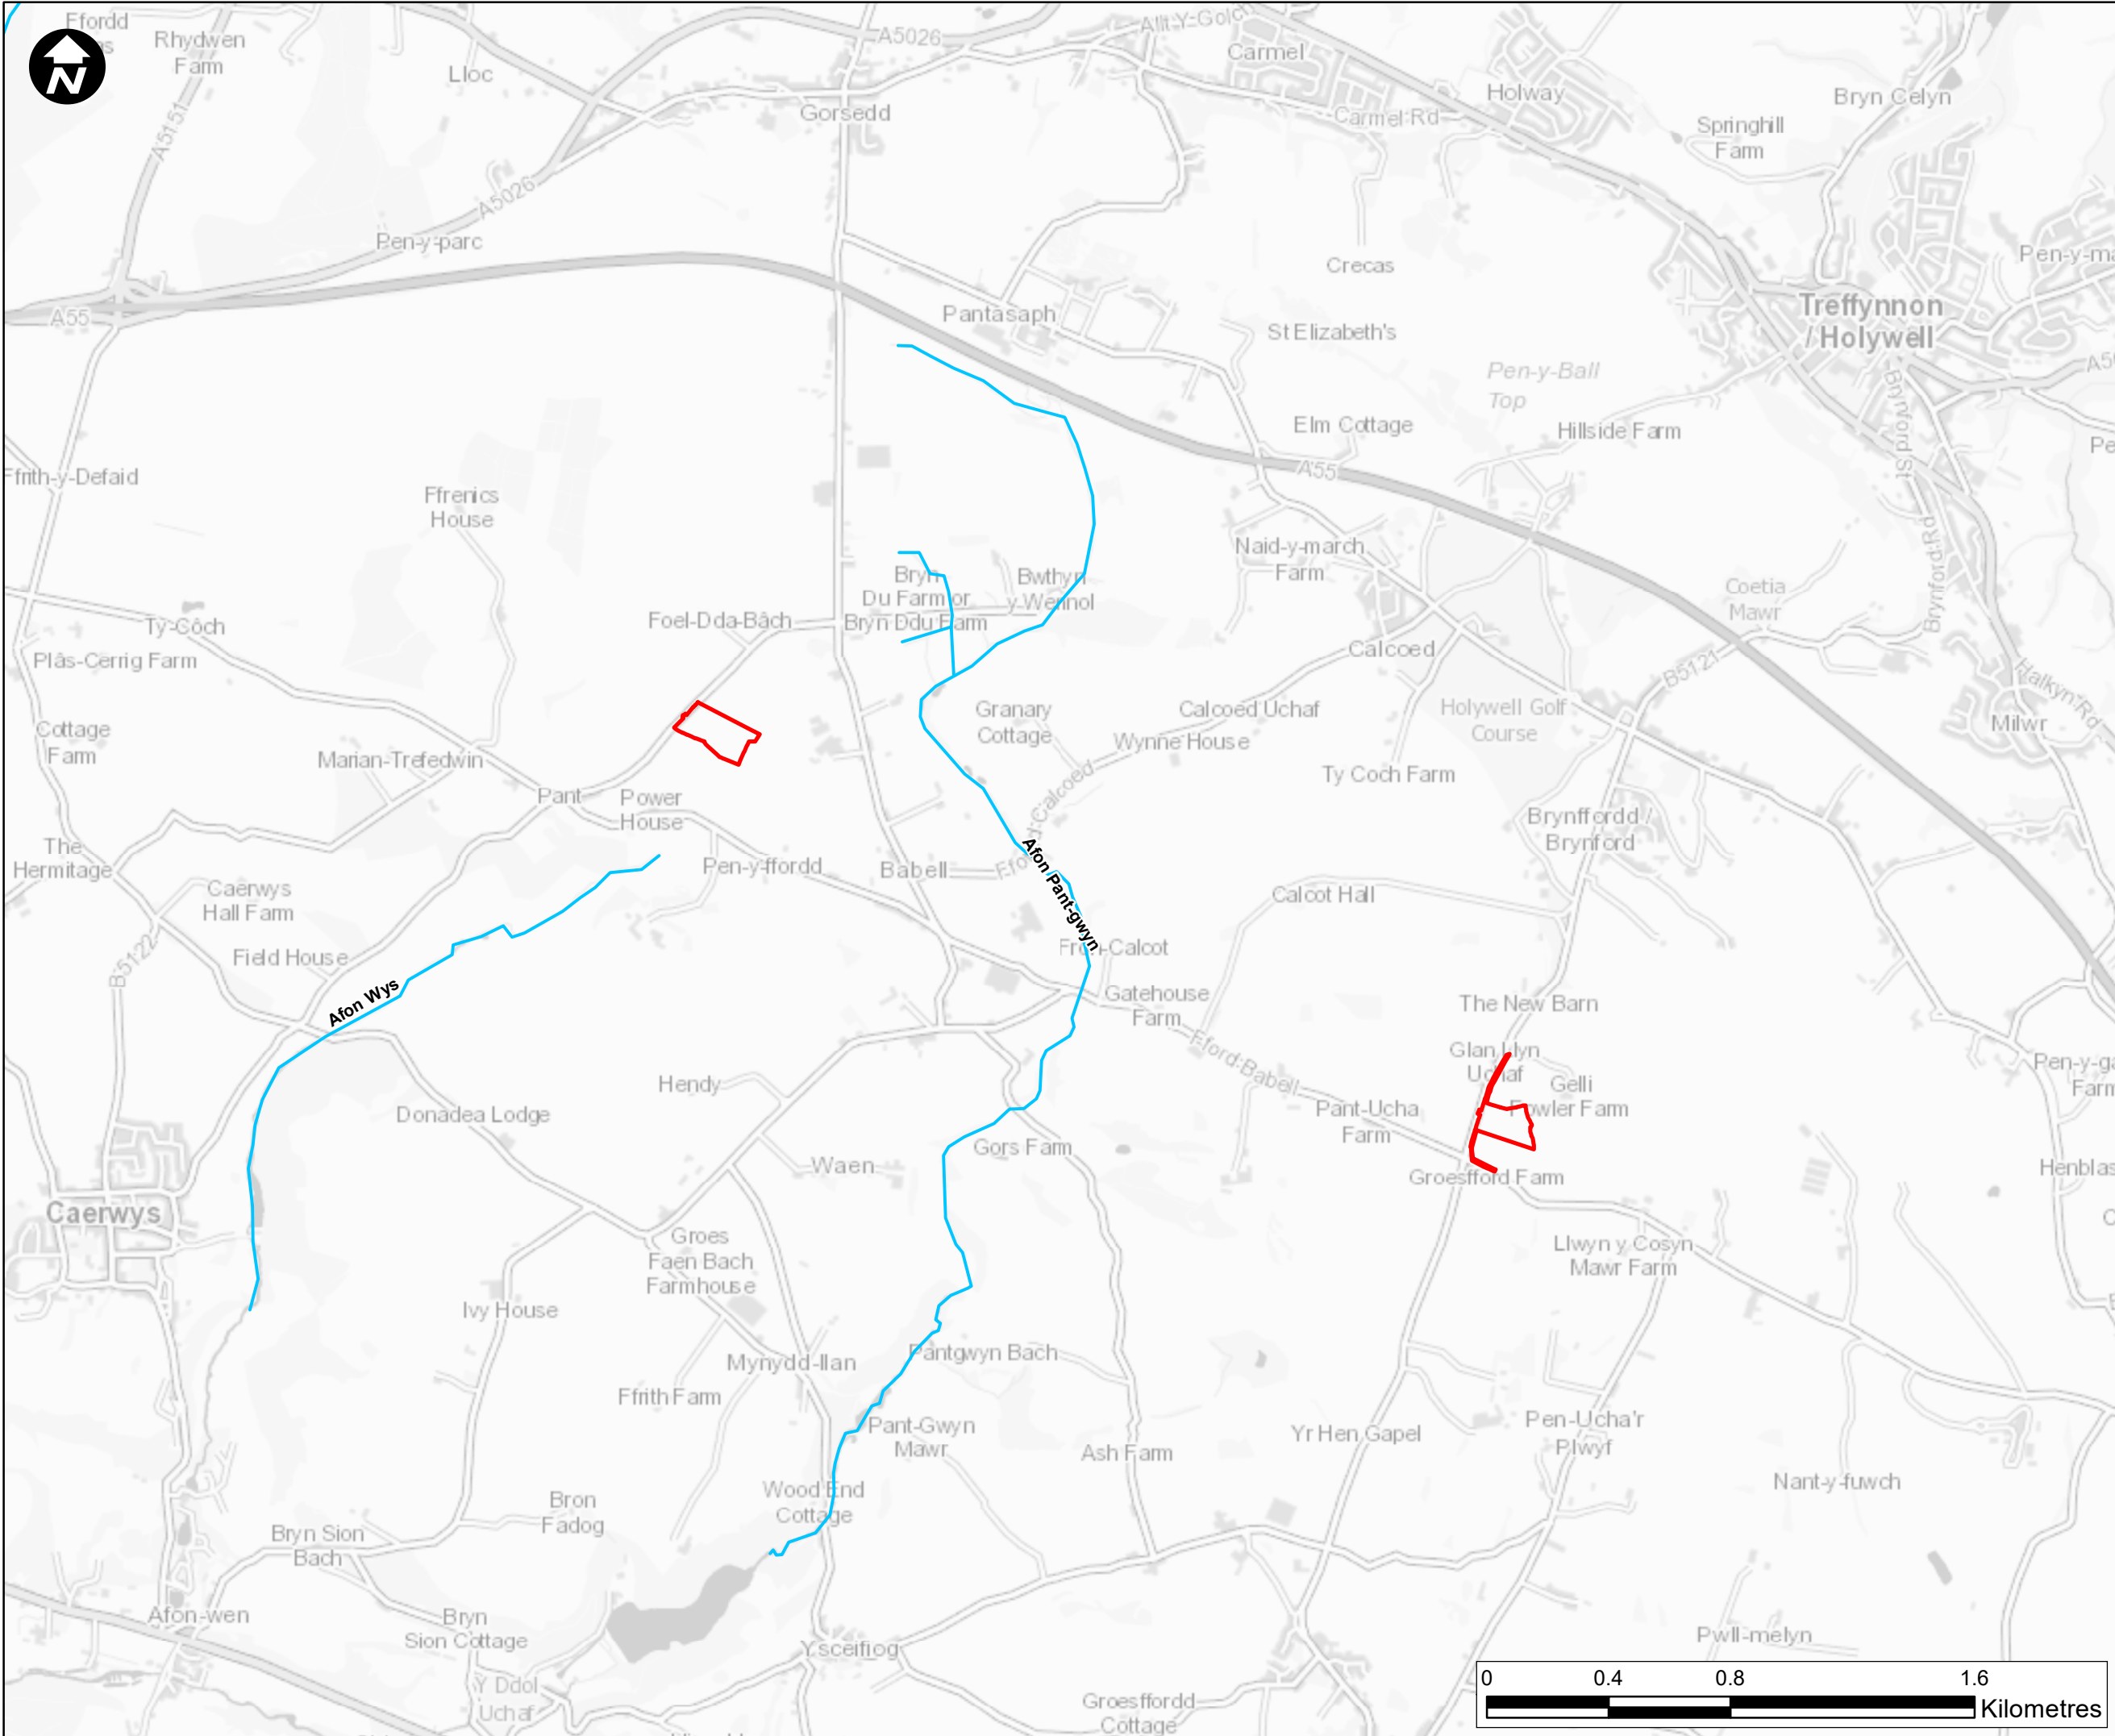 Ffordd
Rhydwen
Farm
Lloc
A5026
Allt-Y-Golch
Carmel
Carmel Rd
Holway
Bryn Celyn
Springhill
Farm
N
A5151
Gorsedd
A5026
Pen-y-parc
Crecas
Treffynnon
/ Holywell
A55
Pantasaph
St Elizabeth's
Pen-y-Ball
Top
Hillside Farm
Elm Cottage
A55
Brynford St
Ffrith-y-Defaid
Ffrenics
House
Naid-y-march
Farm
Coetia
Mawr
Brynford Rd
Bryn
Du Farm or
Bryn Ddu Farm
Bwthyn
y Wennol
Foel-Dda-Bâch
Ty-Côch
Plâs-Cerrig Farm
Calcoed
B5121
Halkyn Rd
Milwr
Cottage
Farm
Marian-Trefedwin
Granary
Cottage
Calcoed Uchaf
Wynne House
Holywell Golf
Course
Ty Coch Farm
Pant
Power
House
Brynffordd /
Brynford
The
Hermitage
Caerwys
Hall Farm
Pen-y-ffordd
Babell
Afon Pant-gwyn
Calcot Hall
B5122
Field House
Afon Wys
Fron-Calcot
Gatehouse
Farm
The New Barn
Fford Babell
Glan Llyn
Uchaf
Gelli
Fowler Farm
Hendy
Donadea Lodge
Pant-Ucha
Farm
Gors Farm
Waen
Groesfford Farm
Caerwys
Groes
Faen Bach
Farmhouse
Llwyn y Cosyn
Mawr Farm
Ivy House
Mynydd-llan
Pantgwyn Bach
Ffrith Farm
Pant-Gwyn
Mawr
Ash Farm
Yr Hen Gapel
Pen-Ucha'r
Plwyf
Nant-y-fuwch
Wood End
Cottage
Bron
Fadog
Bryn Sion
Bach
Afon-wen
Bryn
Sion Cottage
Ysceifiog
Pwll-melyn
Y Ddol
Uchaf
Groesffordd
Cottage
0 0.4 0.8 1.6
Kilometres